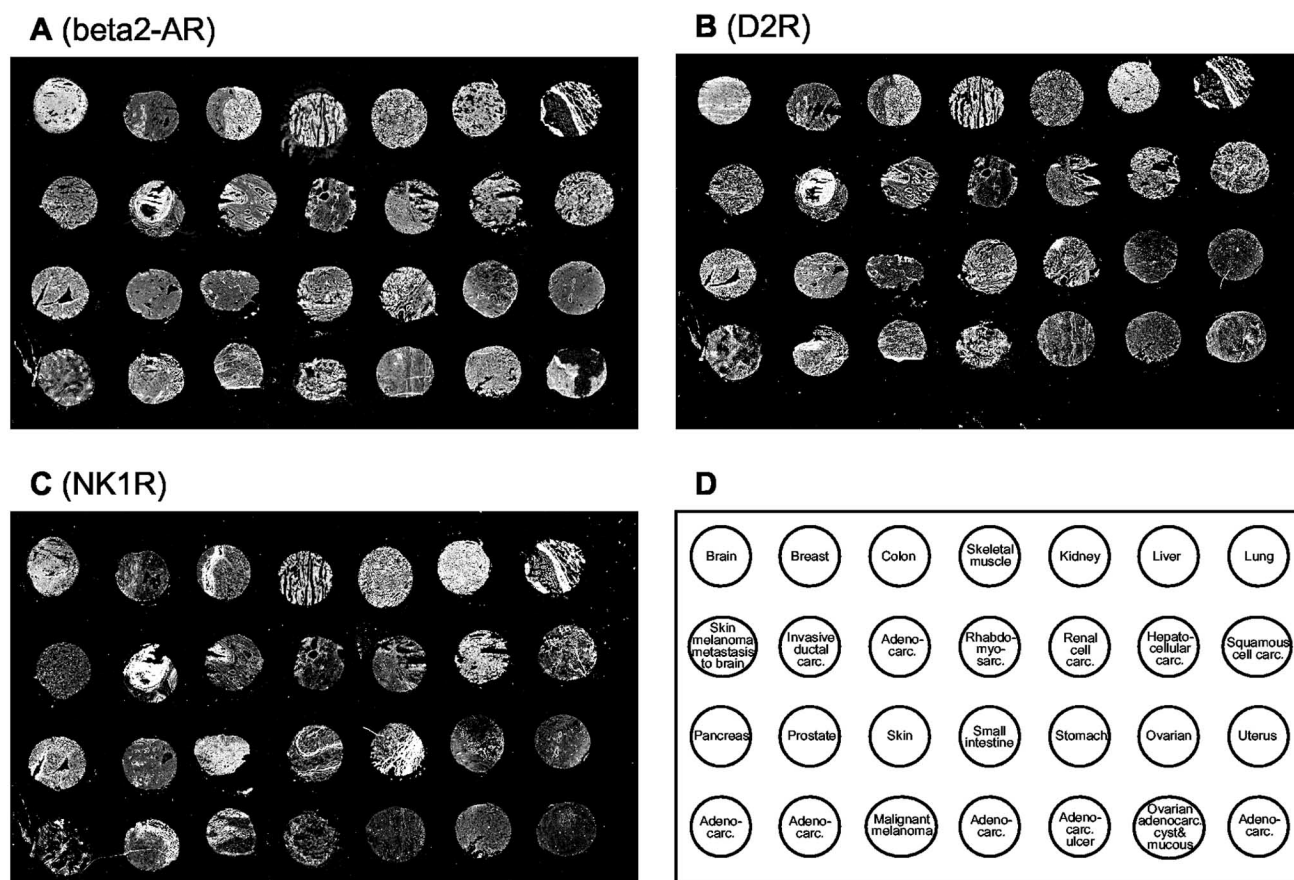 A (beta2-AR)
B (D2R)
C (NK1R)
D
Brain
Breast
Colon
Skeletal
muscle
Kidney
Liver
Lung
Skin
melanoma
metastasis
to brain
Invasive
ductal
carc.
Adeno-
carc.
Rhabdo-
myo-
sarc.
Renal
cell
carc.
Hepato-
cellular
carc.
Squamous
cell carc.
Pancreas
Prostate
Skin
Small
intestine
Stomach
Ovarian
Uterus
Adeno-
carc.
Adeno-
carc.
Malignant
melanoma
Adeno-
carc.
Adeno-
carc.
ulcer
Ovarian
adenocarc.
cyst&
mucous
Adeno-
carc.